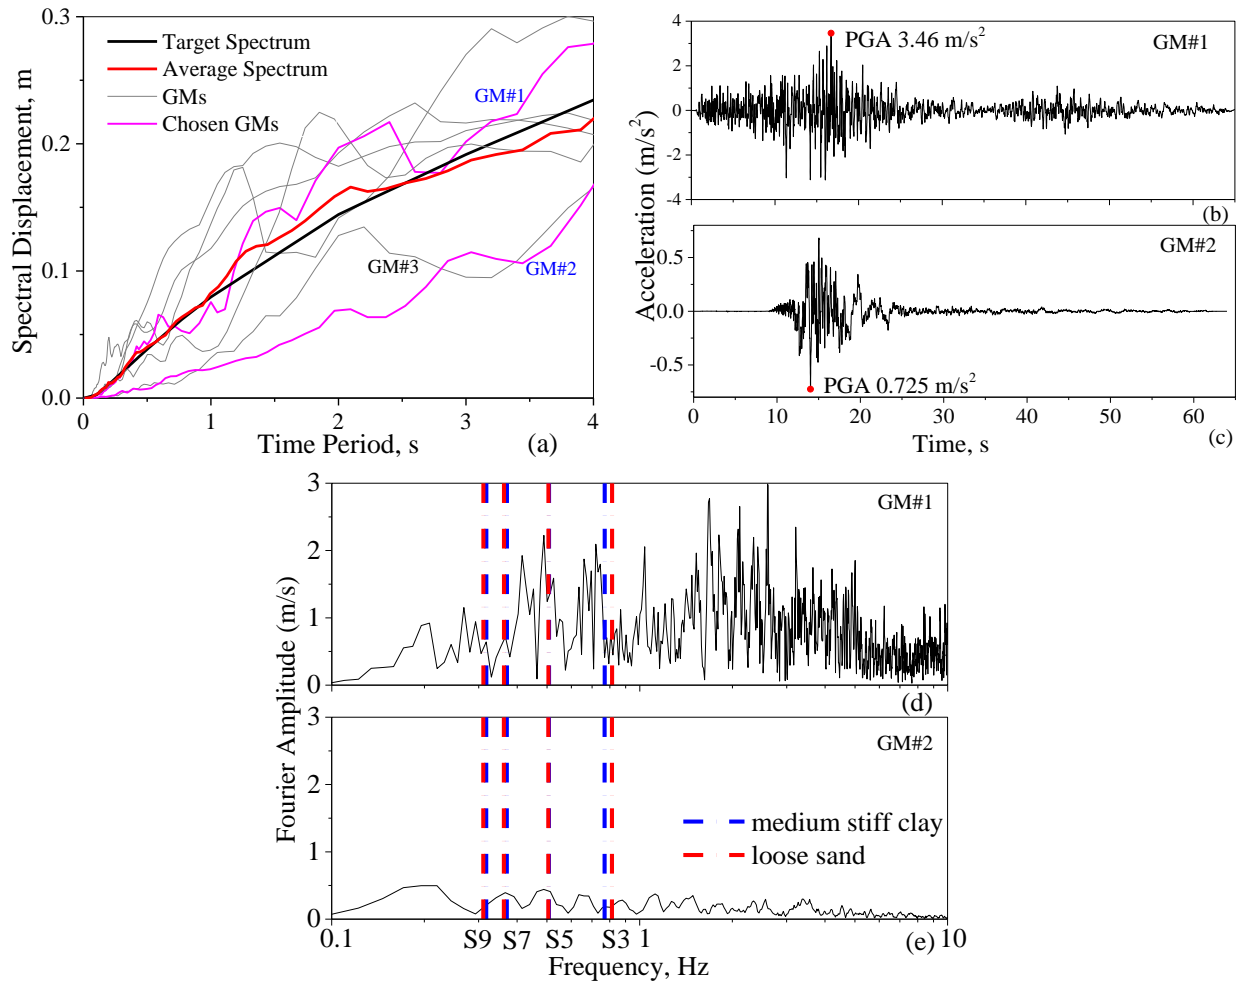 0.3
0.2
0.1
0.0
Spectral Displacement, m
Target Spectrum
Average Spectrum
GMs
Chosen GMs
GM#1
GM#3
GM#2
0
1
2
3
4
Time Period, s
(a)
4
2
0
-2
-4
PGA 3.46 m/s²
GM#1
(b)
Acceleration (m/s²)
0.5
0.0
-0.5
GM#2
PGA 0.725 m/s²
0
10
20
30
40
50
60
Time, s
(c)
3
2
1
0
GM#1
(d)
Fourier Amplitude (m/s)
3
2
1
0
GM#2
medium stiff clay
loose sand
0.1
S9
S7
S5
S3
1
10
(e)
Frequency, Hz